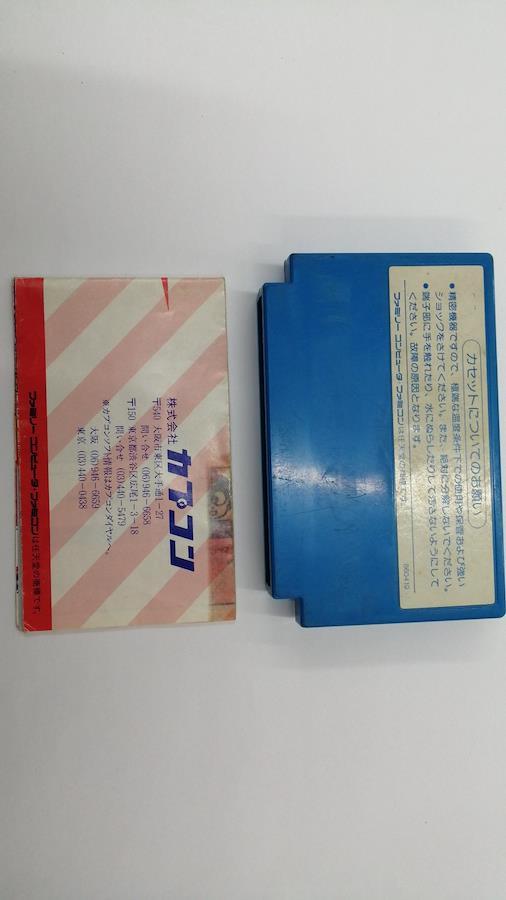 株式会社 カプコン
〒540 大阪市東区大手通1-27
問い合せ (06)946-6658
〒150 東京都渋谷区広尾1-3-18
問い合せ (03)440-5479
※カプコンソフト情報はカプコンダイヤルへ。
大阪 (06)946-6659
東京 (03)440-0438
ファミリー コンピュータ・ファミコンは任天堂の商標です。
カセットについてのお願い
●精密機器ですので、極端な温度条件下での使用や保管および強い
ショックをさけてください。また、絶対に分解しないでください。
●端子部に手を触れたり、水にぬらしたりして汚さないようにして
ください。故障の原因となります。
ファミリー コンピュータ・ファミコンは任天堂の商標です。
860419